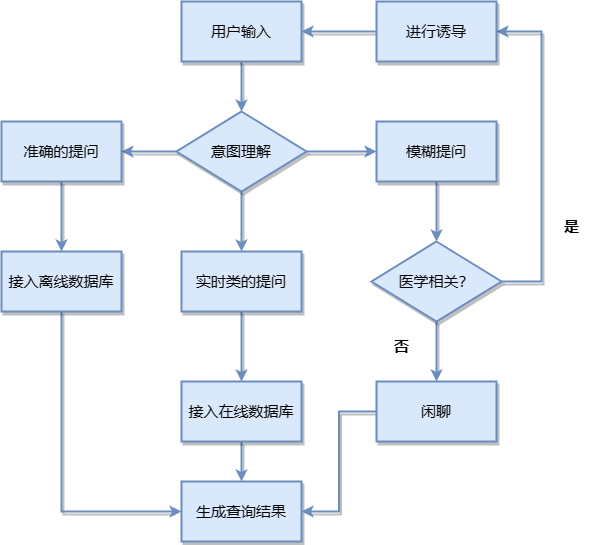 用户输入
进行诱导
准确的提问
意图理解
模糊提问
是
接入离线数据库
实时类的提问
医学相关?
否
接入在线数据库
闲聊
生成查询结果